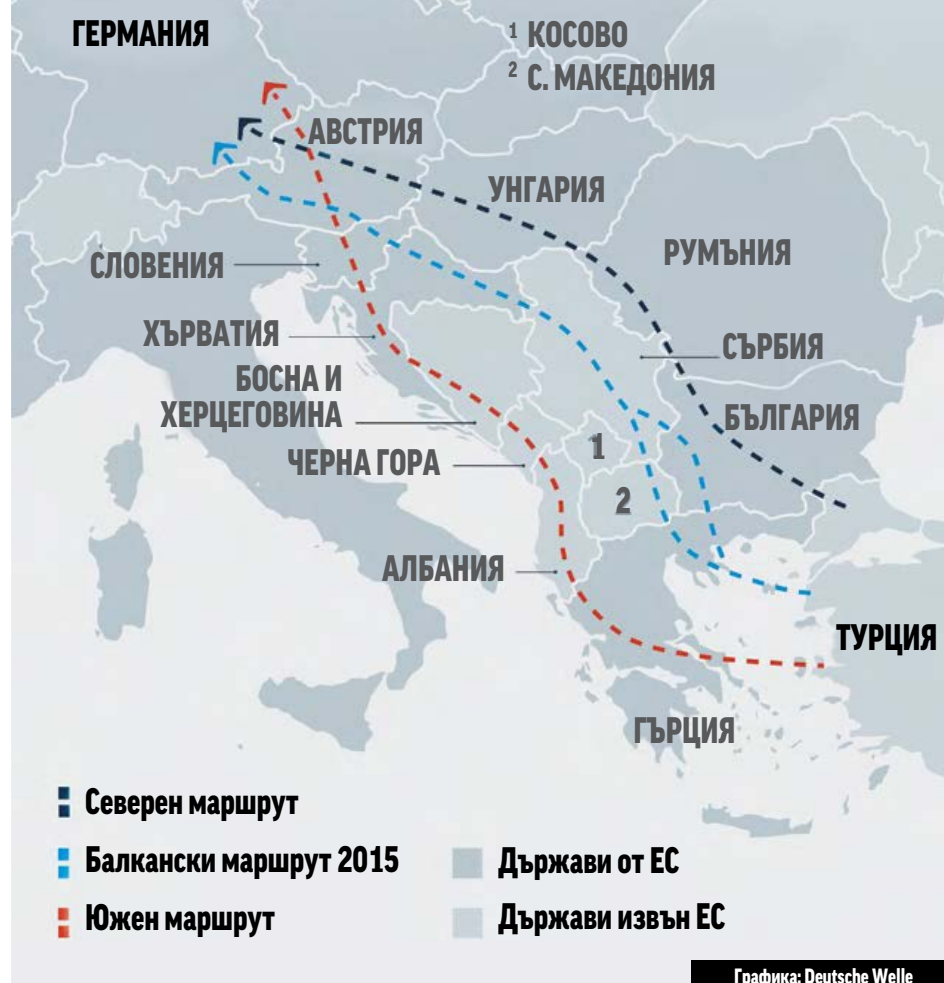 ГЕРМАНИЯ
¹ КОСОВО
² С. МАКЕДОНИЯ
АВСТРИЯ
УНГАРИЯ
РУМЪНИЯ
СЛОВЕНИЯ
ХЪРВАТИЯ
СЪРБИЯ
БОСНА И
ХЕРЦЕГОВИНА
БЪЛГАРИЯ
ЧЕРНА ГОРА
1
2
АЛБАНИЯ
ТУРЦИЯ
ГЪРЦИЯ
Северен маршрут
Балкански маршрут 2015
Държави от ЕС
Южен маршрут
Държави извън ЕС
Графика: Deutsche Welle